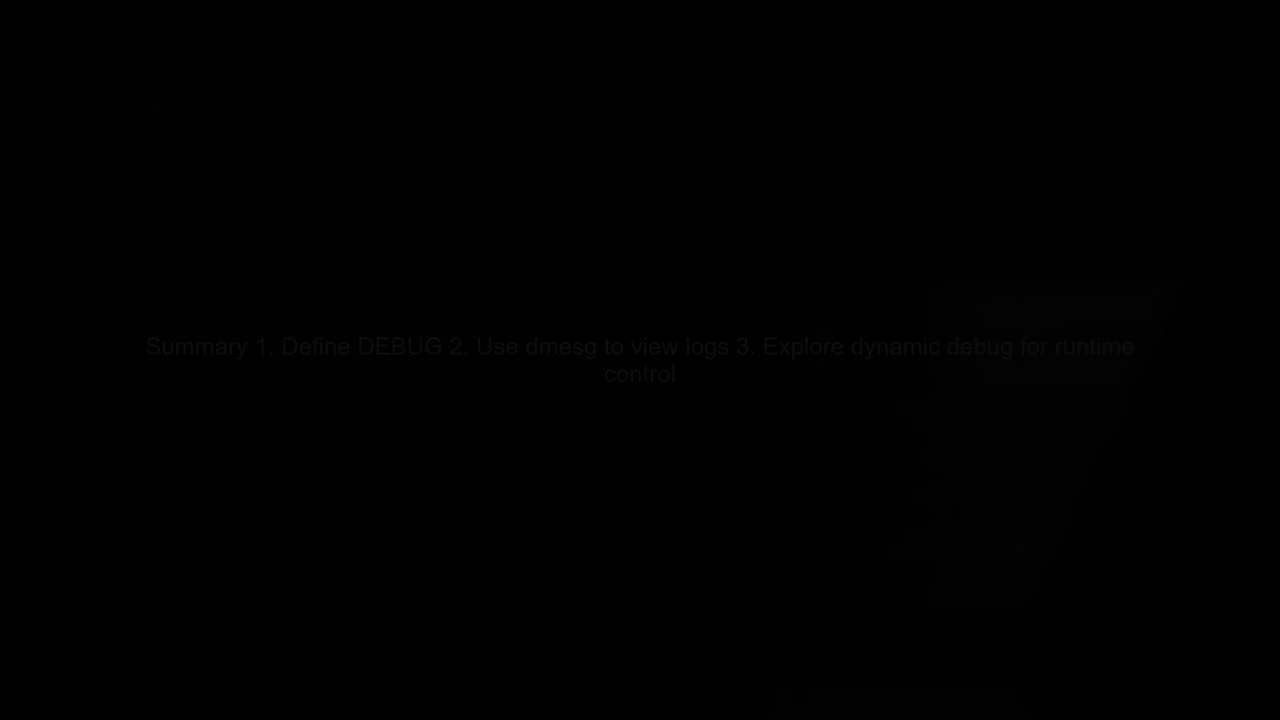 Summary 1. Define DEBUG 2. Use dmesg to view logs 3. Explore dynamic debug for runtime
control